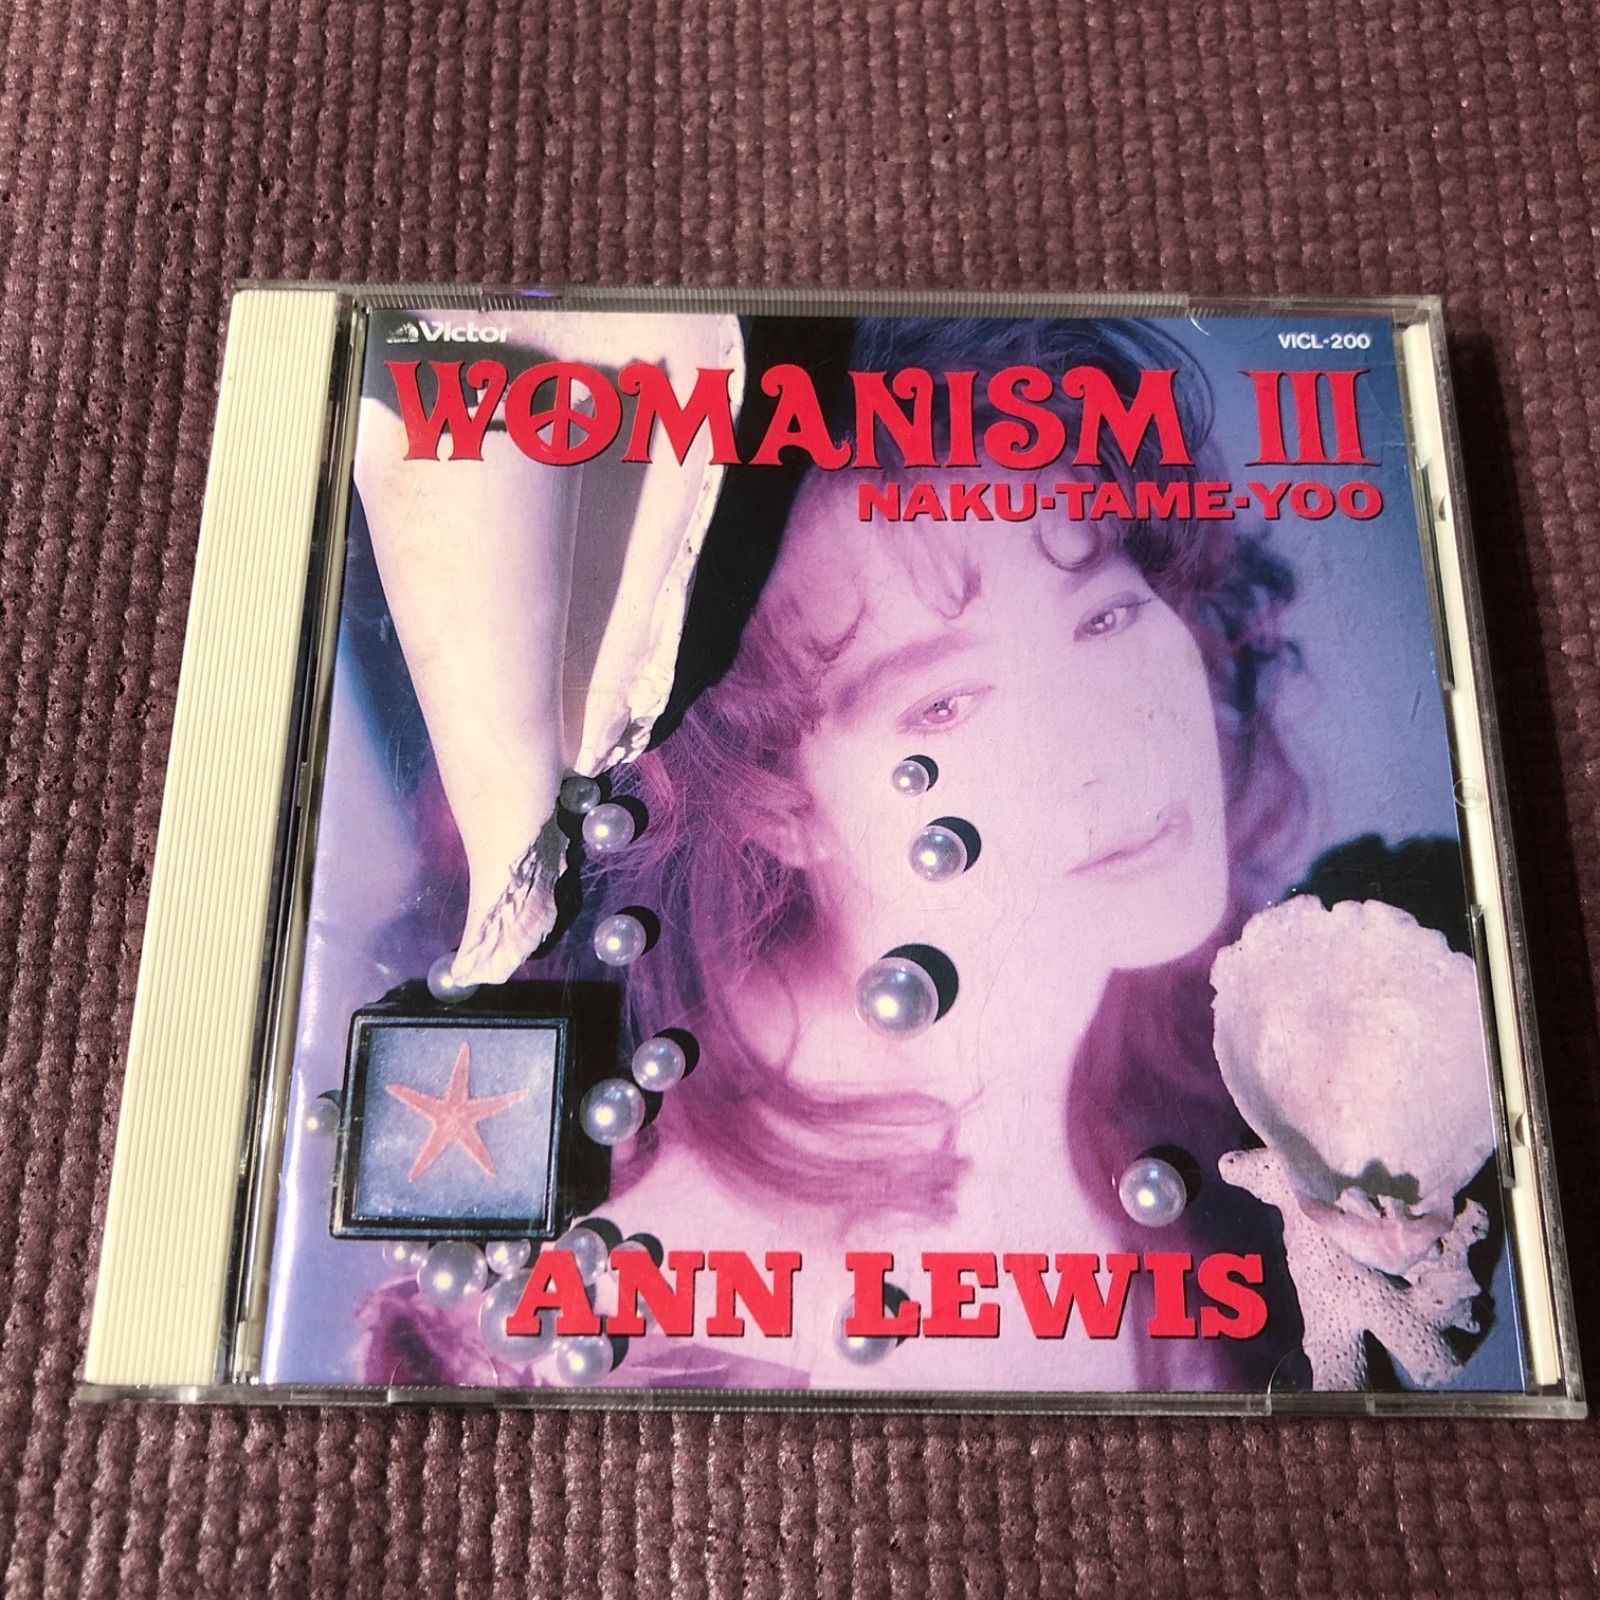 Victor
VICL-200
WOMANISM III
NAKU-TAME-YOO
ANN LEWIS